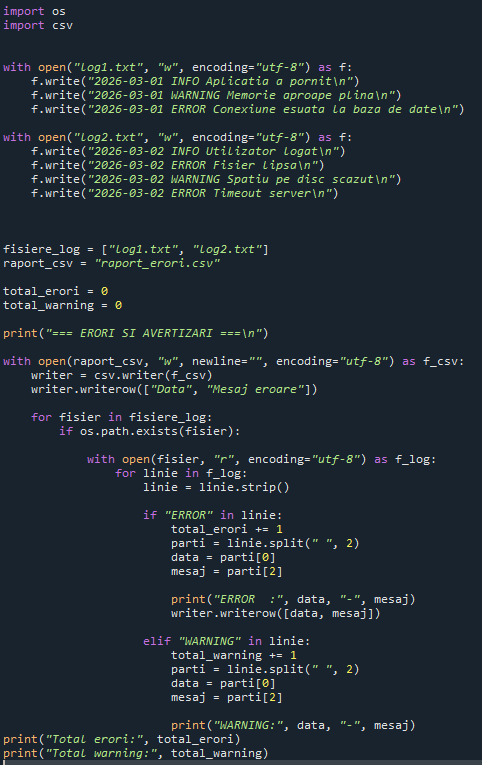 import os
import csv
with open("log1.txt", "w", encoding="utf-8") as f:
    f.write("2026-03-01 INFO Aplicatia a pornit\n")
    f.write("2026-03-01 WARNING Memorie aproape plina\n")
    f.write("2026-03-01 ERROR Conexiune esuata la baza de date\n")
with open("log2.txt", "w", encoding="utf-8") as f:
    f.write("2026-03-02 INFO Utilizator logat\n")
    f.write("2026-03-02 ERROR Fisier lipsa\n")
    f.write("2026-03-02 WARNING Spatiu pe disc scazut\n")
    f.write("2026-03-02 ERROR Timeout server\n")
fisiere_log = ["log1.txt", "log2.txt"]
raport_csv = "raport_erori.csv"
total_erori = 0
total_warning = 0
print("=== ERORI SI AVERTIZARI ===\n")
with open(raport_csv, "w", newline="", encoding="utf-8") as f_csv:
    writer = csv.writer(f_csv)
    writer.writerow(["Data", "Mesaj eroare"])
    for fisier in fisiere_log:
        if os.path.exists(fisier):
            with open(fisier, "r", encoding="utf-8") as f_log:
                for linie in f_log:
                    linie = linie.strip()
                    if "ERROR" in linie:
                        total_erori += 1
                        parti = linie.split(" ", 2)
                        data = parti[0]
                        mesaj = parti[2]
                        print("ERROR  :", data, "-", mesaj)
                        writer.writerow([data, mesaj])
                    elif "WARNING" in linie:
                        total_warning += 1
                        parti = linie.split(" ", 2)
                        data = parti[0]
                        mesaj = parti[2]
                        print("WARNING:", data, "-", mesaj)
print("Total erori:", total_erori)
print("Total warning:", total_warning)